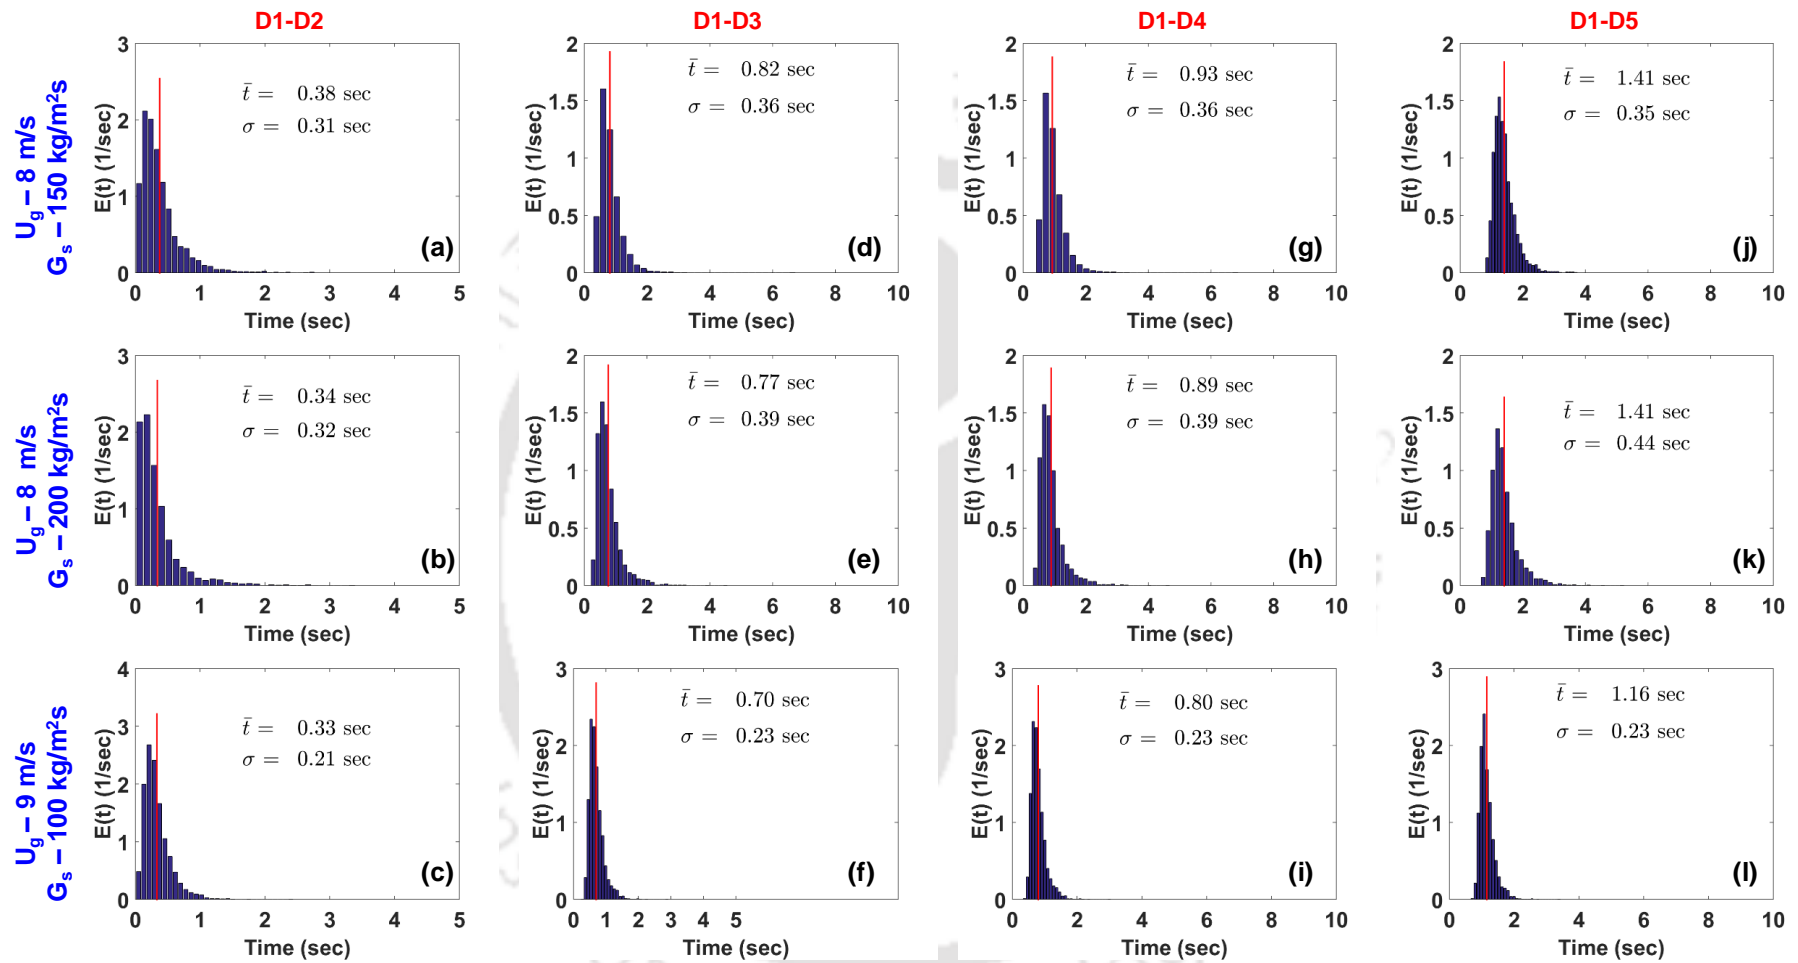 D1-D2
D1-D3
D1-D4
D1-D5
U_g – 8 m/s
G_s – 150 kg/m²s
3
2
1
0
E(t) (1/sec)
t̄ = 0.38 sec
σ = 0.31 sec
(a)
0 1 2 3 4 5
Time (sec)
2
1.5
1
0.5
0
E(t) (1/sec)
t̄ = 0.82 sec
σ = 0.36 sec
(d)
0 2 4 6 8 10
Time (sec)
2
1.5
1
0.5
0
E(t) (1/sec)
t̄ = 0.93 sec
σ = 0.36 sec
(g)
0 2 4 6 8 10
Time (sec)
2
1.5
1
0.5
0
E(t) (1/sec)
t̄ = 1.41 sec
σ = 0.35 sec
(j)
0 2 4 6 8 10
Time (sec)
U_g – 8 m/s
G_s – 200 kg/m²s
3
2
1
0
E(t) (1/sec)
t̄ = 0.34 sec
σ = 0.32 sec
(b)
0 1 2 3 4 5
Time (sec)
2
1.5
1
0.5
0
E(t) (1/sec)
t̄ = 0.77 sec
σ = 0.39 sec
(e)
0 2 4 6 8 10
Time (sec)
2
1.5
1
0.5
0
E(t) (1/sec)
t̄ = 0.89 sec
σ = 0.39 sec
(h)
0 2 4 6 8 10
Time (sec)
2
1.5
1
0.5
0
E(t) (1/sec)
t̄ = 1.41 sec
σ = 0.44 sec
(k)
0 2 4 6 8 10
Time (sec)
U_g – 9 m/s
G_s – 100 kg/m²s
4
3
2
1
0
E(t) (1/sec)
t̄ = 0.33 sec
σ = 0.21 sec
(c)
0 1 2 3 4 5
Time (sec)
3
2
1
0
E(t) (1/sec)
t̄ = 0.70 sec
σ = 0.23 sec
(f)
0 1 2 3 4 5
Time (sec)
3
2
1
0
E(t) (1/sec)
t̄ = 0.80 sec
σ = 0.23 sec
(i)
0 2 4 6 8 10
Time (sec)
3
2
1
0
E(t) (1/sec)
t̄ = 1.16 sec
σ = 0.23 sec
(l)
0 2 4 6 8 10
Time (sec)